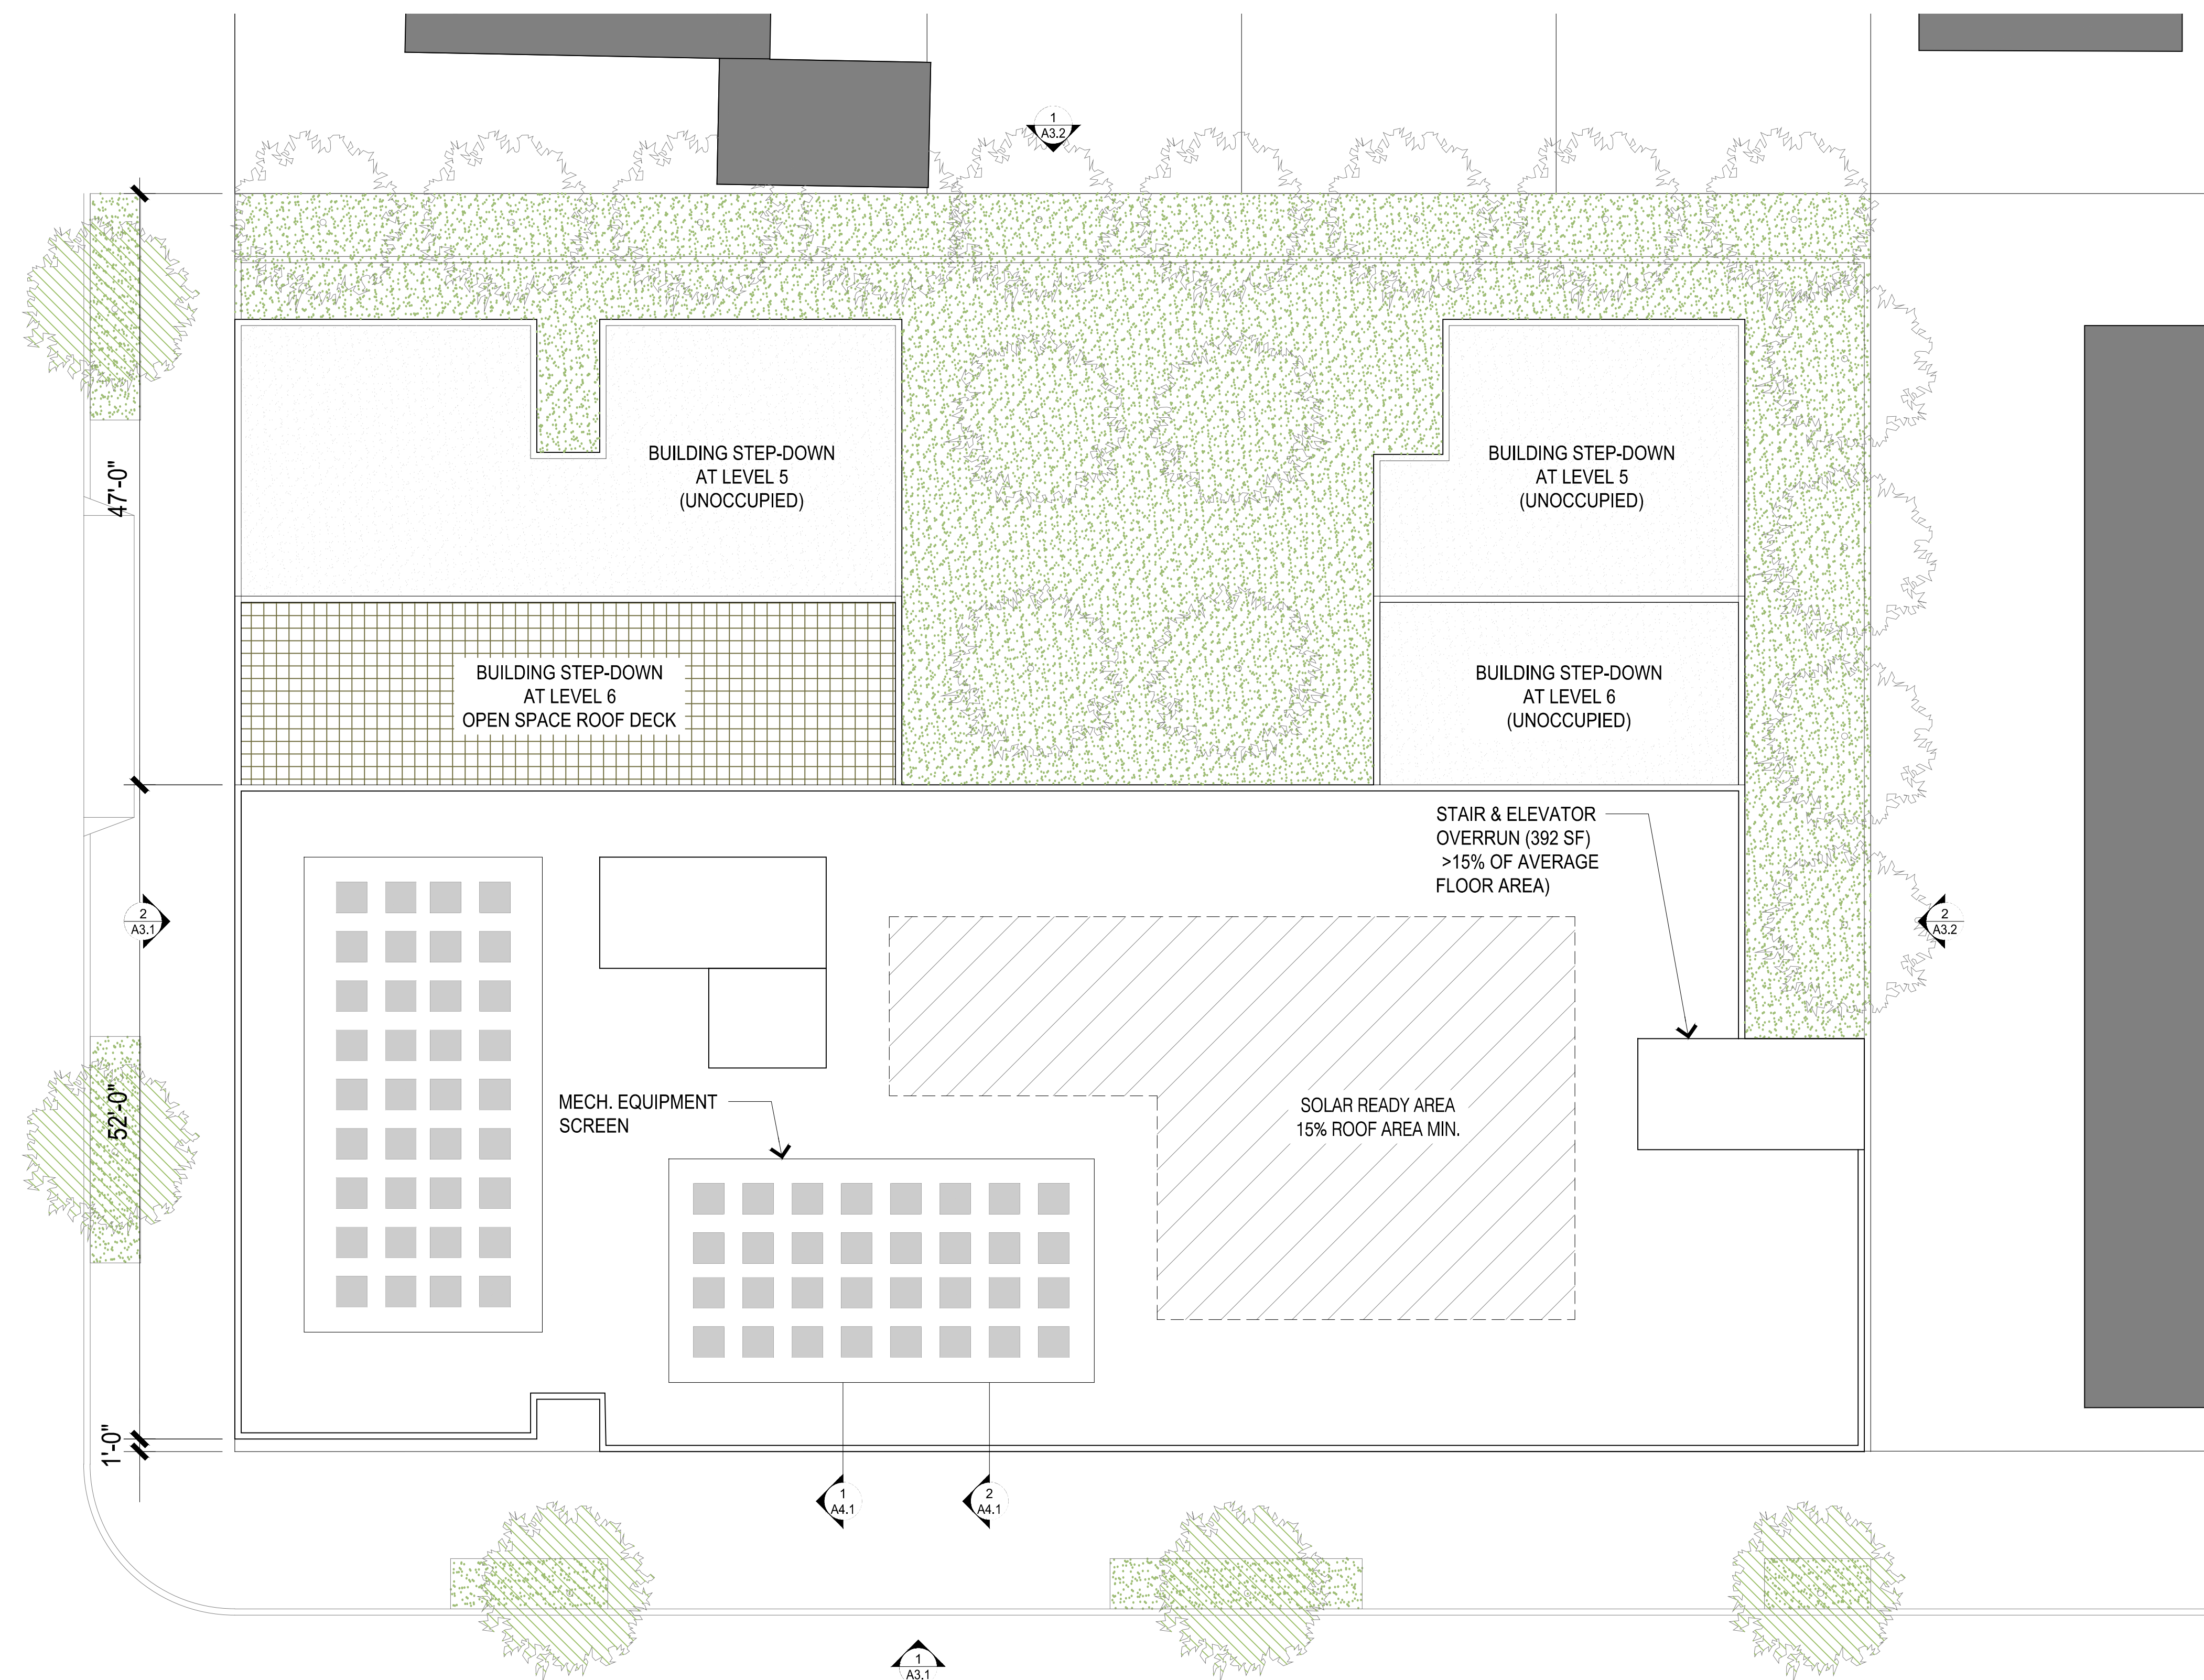 1
A3.2
47'-0"
BUILDING STEP-DOWN
AT LEVEL 5
(UNOCCUPIED)
BUILDING STEP-DOWN
AT LEVEL 5
(UNOCCUPIED)
BUILDING STEP-DOWN
AT LEVEL 6
OPEN SPACE ROOF DECK
BUILDING STEP-DOWN
AT LEVEL 6
(UNOCCUPIED)
STAIR & ELEVATOR
OVERRUN (392 SF)
>15% OF AVERAGE
FLOOR AREA)
2
A3.1
2
A3.2
52'-0"
MECH. EQUIPMENT
SCREEN
SOLAR READY AREA
15% ROOF AREA MIN.
1'-0"
1
A4.1
2
A4.1
1
A3.1